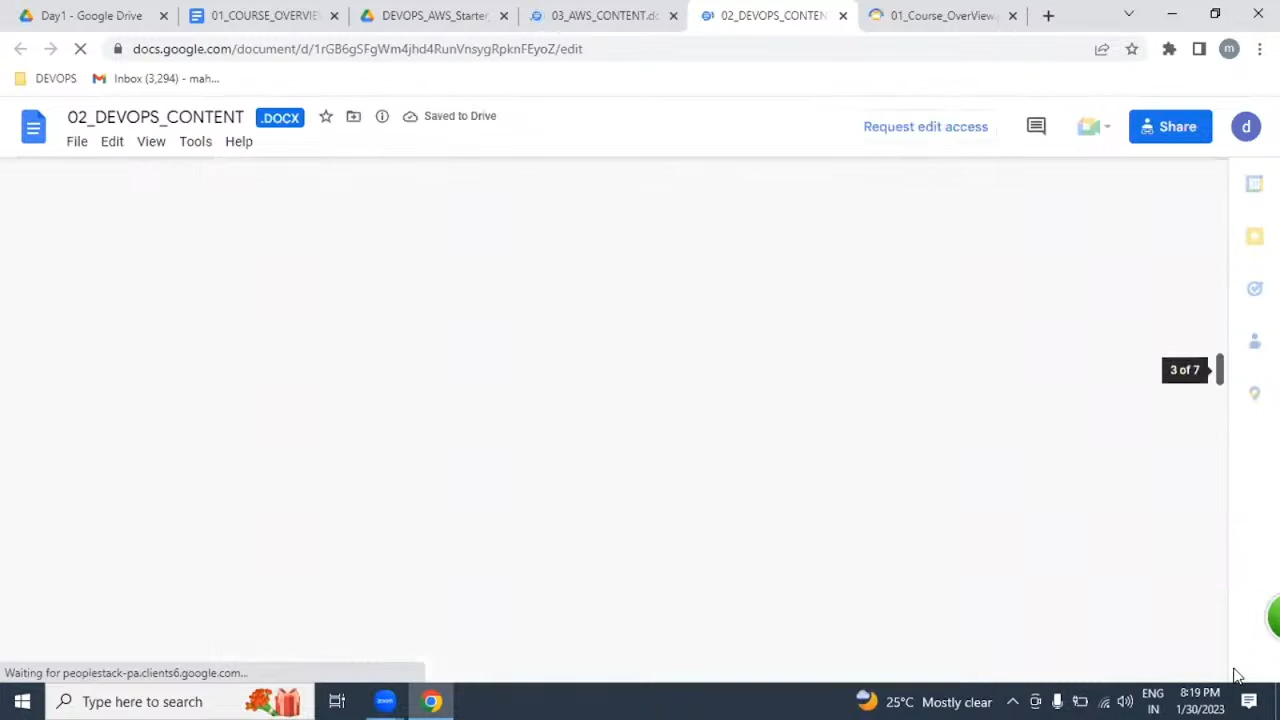 Day1 - Google Drive
01_COURSE_OVERVIE
DEVOPS_AWS_Starter
03_AWS_CONTENT.do
02_DEVOPS_CONTEN
01_Course_OverView
docs.google.com/document/d/1rGB6gSFgWm4jhd4RunVnsygRpknFEyoZ/edit
m
DEVOPS
Inbox (3,294) - mah...
02_DEVOPS_CONTENT
.DOCX
Saved to Drive
File Edit View Tools Help
Request edit access
Share
d
3 of 7
Waiting for peoplestack-pa.clients6.google.com...
Type here to search
zoom
25°C Mostly clear
ENG
IN
8:19 PM
1/30/2023